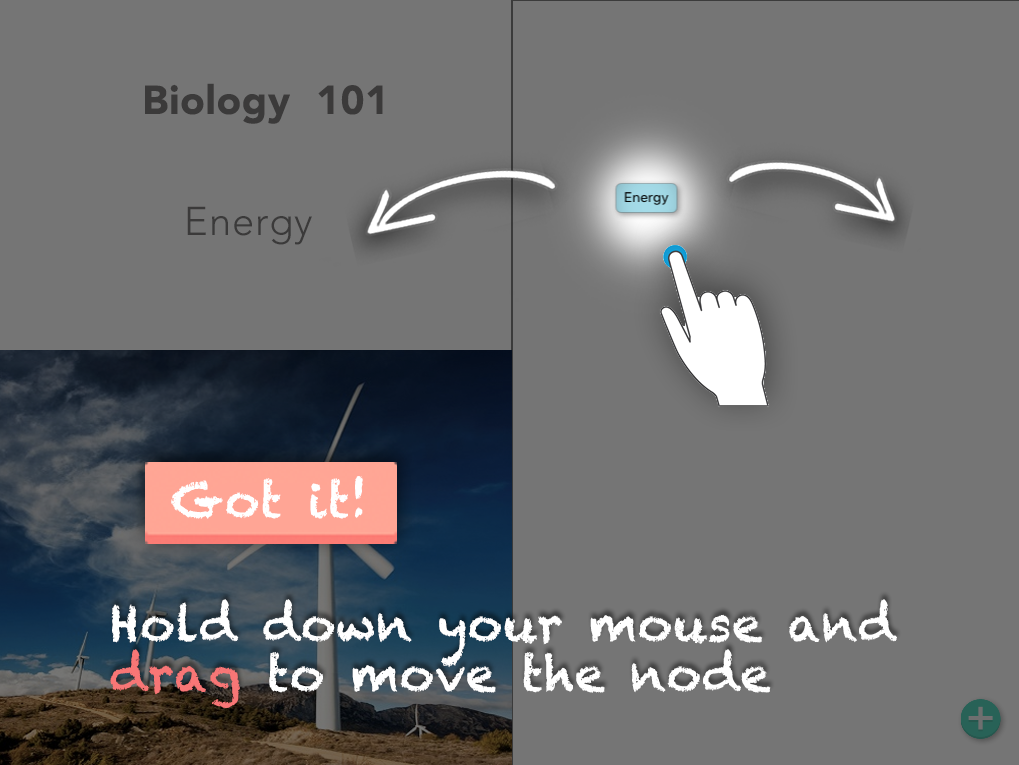 Biology 101
Energy
Energy
Got it!
Hold down your mouse and
drag to move the node